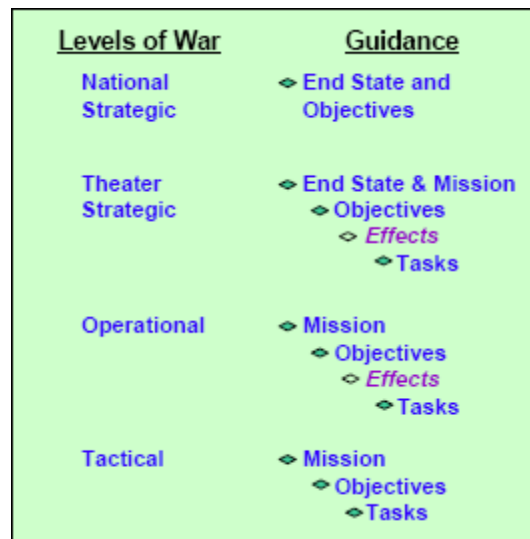 Levels of War Guidance
National End State and
Strategic Objectives
Theater End State & Mission
Strategic Objectives
Effects
Tasks
Operational Mission
Objectives
Effects
Tasks
Tactical Mission
Objectives
Tasks